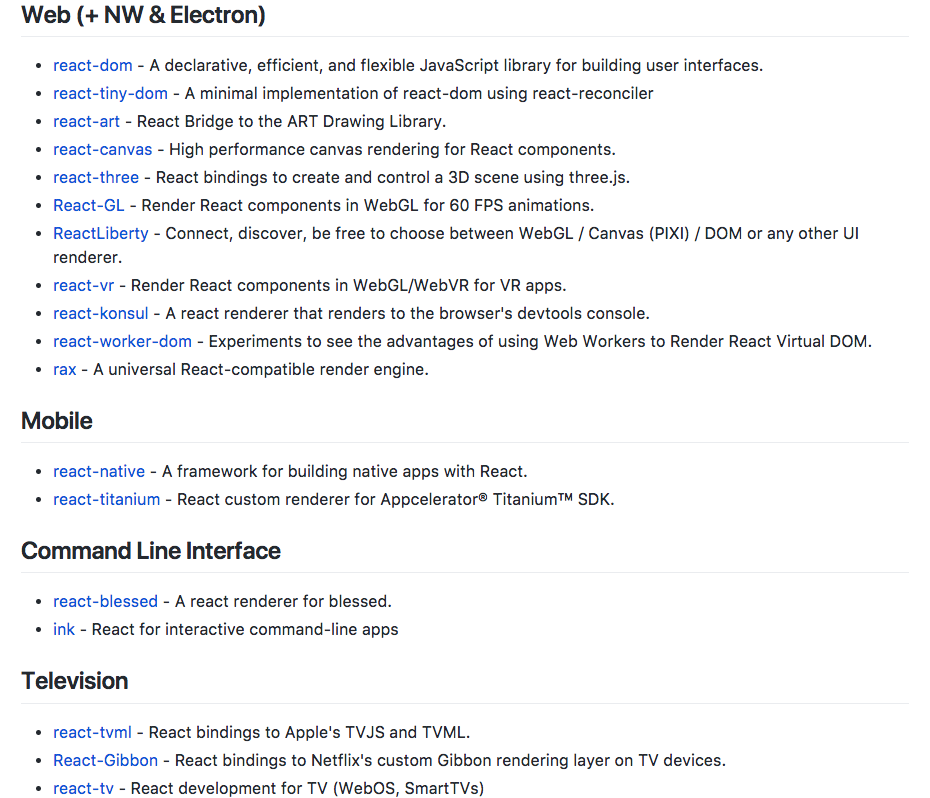 Web (+ NW & Electron)
react-dom - A declarative, efficient, and flexible JavaScript library for building user interfaces.
react-tiny-dom - A minimal implementation of react-dom using react-reconciler
react-art - React Bridge to the ART Drawing Library.
react-canvas - High performance canvas rendering for React components.
react-three - React bindings to create and control a 3D scene using three.js.
React-GL - Render React components in WebGL for 60 FPS animations.
ReactLiberty - Connect, discover, be free to choose between WebGL / Canvas (PIXI) / DOM or any other UI
renderer.
react-vr - Render React components in WebGL/WebVR for VR apps.
react-konsul - A react renderer that renders to the browser's devtools console.
react-worker-dom - Experiments to see the advantages of using Web Workers to Render React Virtual DOM.
rax - A universal React-compatible render engine.
Mobile
react-native - A framework for building native apps with React.
react-titanium - React custom renderer for Appcelerator® Titanium™ SDK.
Command Line Interface
react-blessed - A react renderer for blessed.
ink - React for interactive command-line apps
Television
react-tvml - React bindings to Apple's TVJS and TVML.
React-Gibbon - React bindings to Netflix's custom Gibbon rendering layer on TV devices.
react-tv - React development for TV (WebOS, SmartTVs)